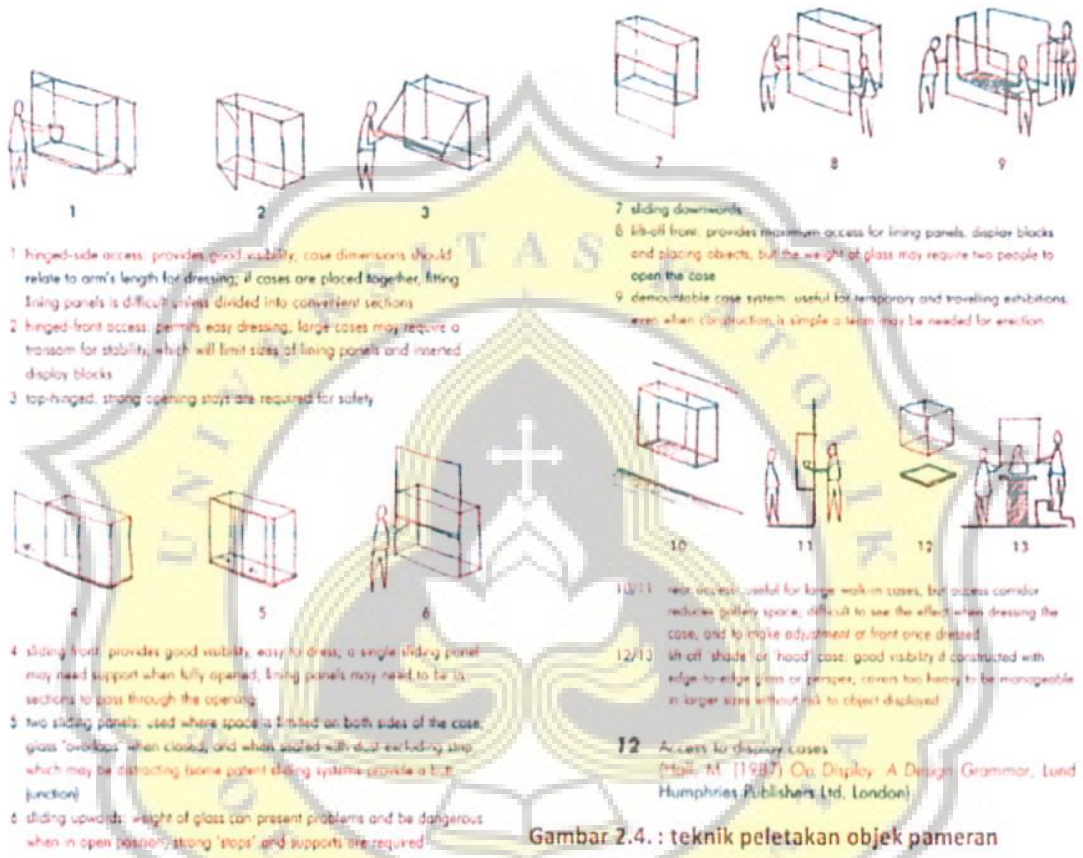 1
2
3
1 hinged-side access: provides good visibility, case dimensions should
relate to arm's length for dressing; if cases are placed together, fitting
lining panels is difficult unless divided into convenient sections
2 hinged-front access: permits easy dressing; large cases may require a
transom for stability, which will limit sizes of lining panels and inserted
display blocks
3 top-hinged: strong opening stays are required for safety
4
5
6
4 sliding front: provides good visibility, easy to dress, a single sliding panel
may need support when fully opened; lining panels may need to be in
sections to pass through the opening
5 two sliding panels: used where space is limited on both sides of the case,
glass 'overlaps' when closed, and when sealed with dust-excluding strip
which may be distracting (some patent sliding systems provide a butt
junction)
6 sliding upwards: weight of glass can present problems and be dangerous
when in open position; strong 'stops' and supports are required
7
8
9
7 sliding downwards
8 lift-off front: provides maximum access for lining panels, display blocks
and placing objects, but the weight of glass may require two people to
open the case
9 demountable case system: useful for temporary and travelling exhibitions;
even when construction is simple a team may be needed for erection
10
11
12
13
10/11 rear access: useful for large walk-in cases, but access corridor
reduces gallery space; difficult to see the effect when dressing the
case, and to make adjustment at front once dressed
12/13 lift-off 'shade' or 'hood' case: good visibility if constructed with
edge-to-edge glass or perspex, covers too heavy to be manageable
in larger sizes without risk to object displayed
12 Access to display cases
(Hall, M. (1987) On Display: A Design Grammar, Lund
Humphries Publishers Ltd, London)
Gambar 2.4. : teknik peletakan objek pameran